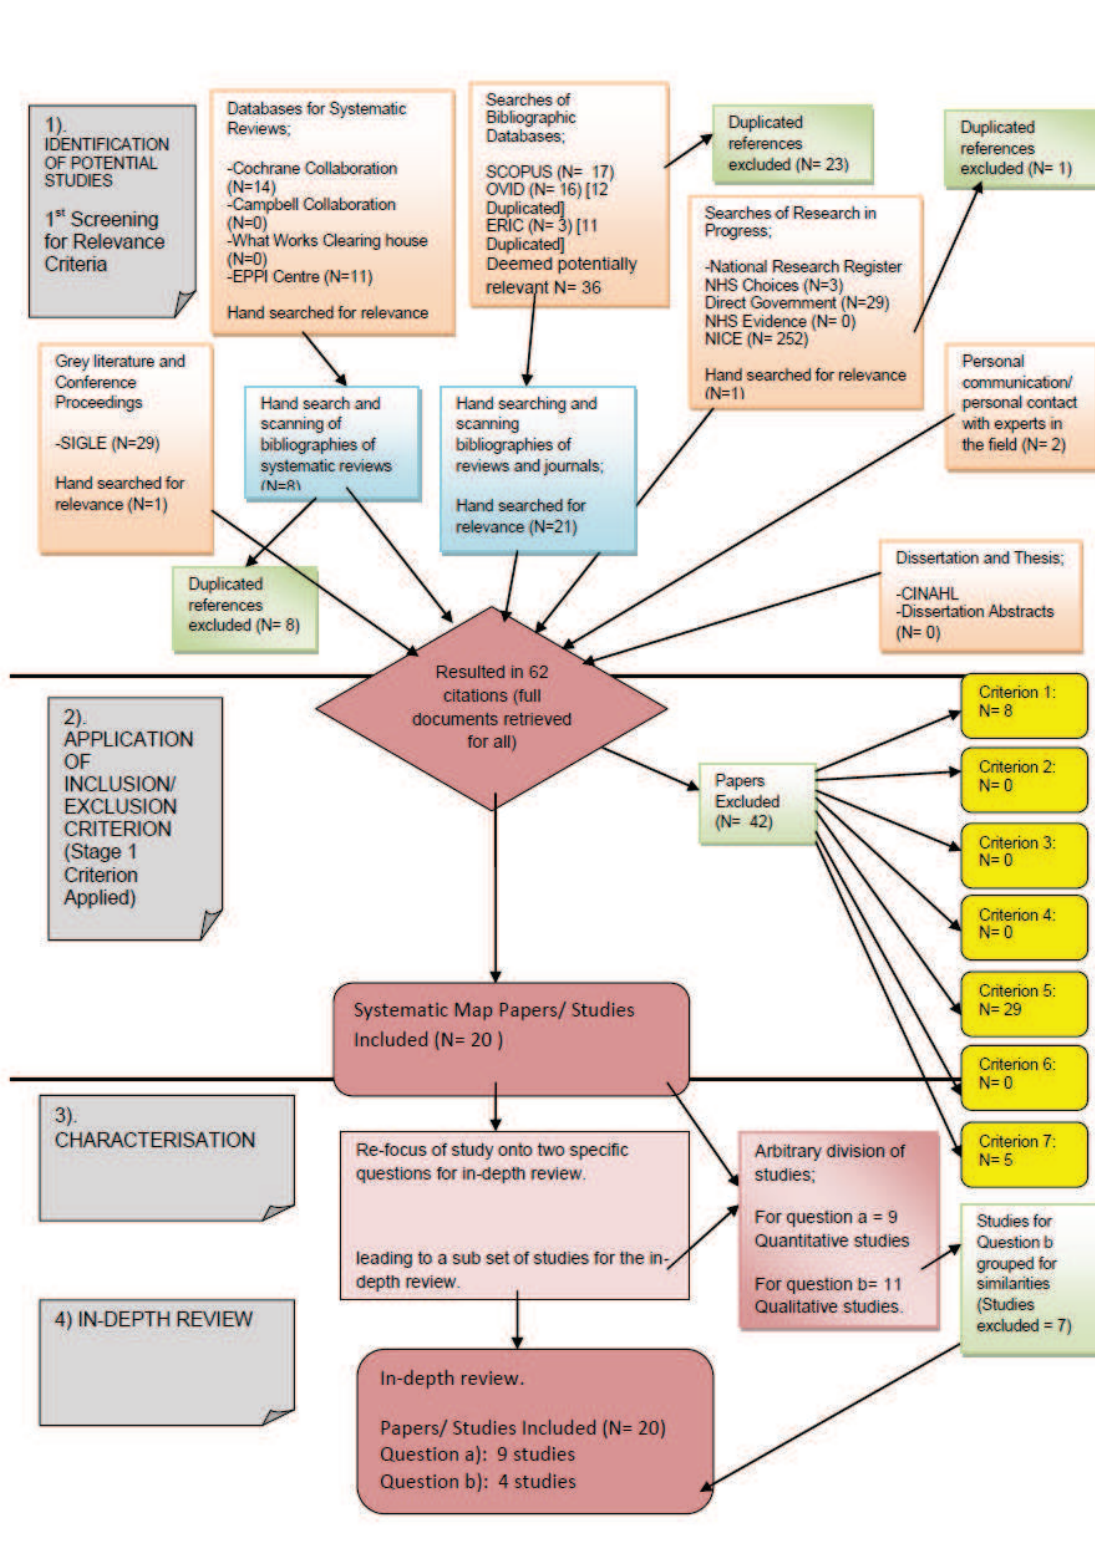 1).
IDENTIFICATION
OF POTENTIAL
STUDIES
1st Screening
for Relevance
Criteria
Databases for Systematic
Reviews;
-Cochrane Collaboration
(N=14)
-Campbell Collaboration
(N=0)
-What Works Clearing house
(N=0)
-EPPI Centre (N=11)
Hand searched for relevance
Searches of
Bibliographic
Databases;
SCOPUS (N= 17)
OVID (N= 16) [12
Duplicated]
ERIC (N= 3) [11
Duplicated]
Deemed potentially
relevant N= 36
Duplicated
references
excluded (N= 23)
Duplicated
references
excluded (N= 1)
Searches of Research in
Progress;
-National Research Register
NHS Choices (N=3)
Direct Government (N=29)
NHS Evidence (N= 0)
NICE (N= 252)
Hand searched for relevance
(N=1)
Grey literature and
Conference
Proceedings
-SIGLE (N=29)
Hand searched for
relevance (N=1)
Hand search and
scanning of
bibliographies of
systematic reviews
(N=8)
Hand searching and
scanning
bibliographies of
reviews and journals;
Hand searched for
relevance (N=21)
Personal
communication/
personal contact
with experts in
the field (N= 2)
Duplicated
references
excluded (N= 8)
Dissertation and Thesis;
-CINAHL
-Dissertation Abstracts
(N= 0)
Resulted in 62
citations (full
documents retrieved
for all)
2).
APPLICATION
OF
INCLUSION/
EXCLUSION
CRITERION
(Stage 1
Criterion
Applied)
Papers
Excluded
(N= 42)
Criterion 1:
N= 8
Criterion 2:
N= 0
Criterion 3:
N= 0
Criterion 4:
N= 0
Criterion 5:
N= 29
Criterion 6:
N= 0
Criterion 7:
N= 5
Systematic Map Papers/ Studies
Included (N= 20 )
3).
CHARACTERISATION
Re-focus of study onto two specific
questions for in-depth review.
leading to a sub set of studies for the in-
depth review.
Arbitrary division of
studies;
For question a = 9
Quantitative studies
For question b= 11
Qualitative studies.
Studies for
Question b
grouped for
similarities
(Studies
excluded = 7)
4) IN-DEPTH REVIEW
In-depth review.
Papers/ Studies Included (N= 20)
Question a): 9 studies
Question b): 4 studies